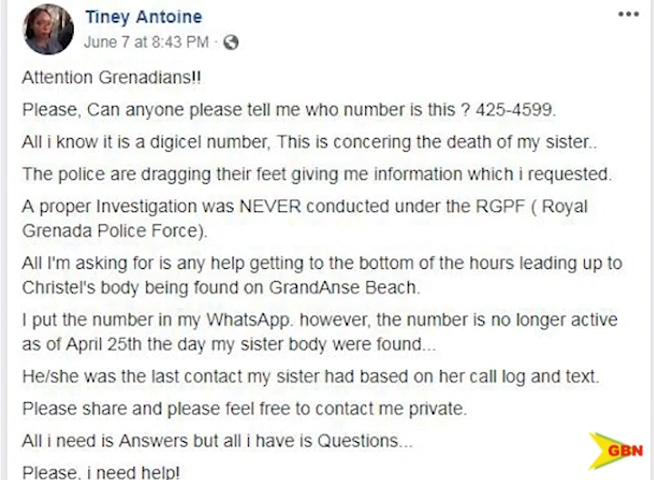 Tiney Antoine
June 7 at 8:43 PM ·
Attention Grenadians!!
Please, Can anyone please tell me who number is this ? 425-4599.
All i know it is a digicel number, This is concering the death of my sister..
The police are dragging their feet giving me information which i requested.
A proper Investigation was NEVER conducted under the RGPF ( Royal
Grenada Police Force).
All I'm asking for is any help getting to the bottom of the hours leading up to
Christel's body being found on GrandAnse Beach.
I put the number in my WhatsApp. however, the number is no longer active
as of April 25th the day my sister body were found...
He/she was the last contact my sister had based on her call log and text.
Please share and please feel free to contact me private.
All i need is Answers but all i have is Questions...
GBN
Please, i need help!